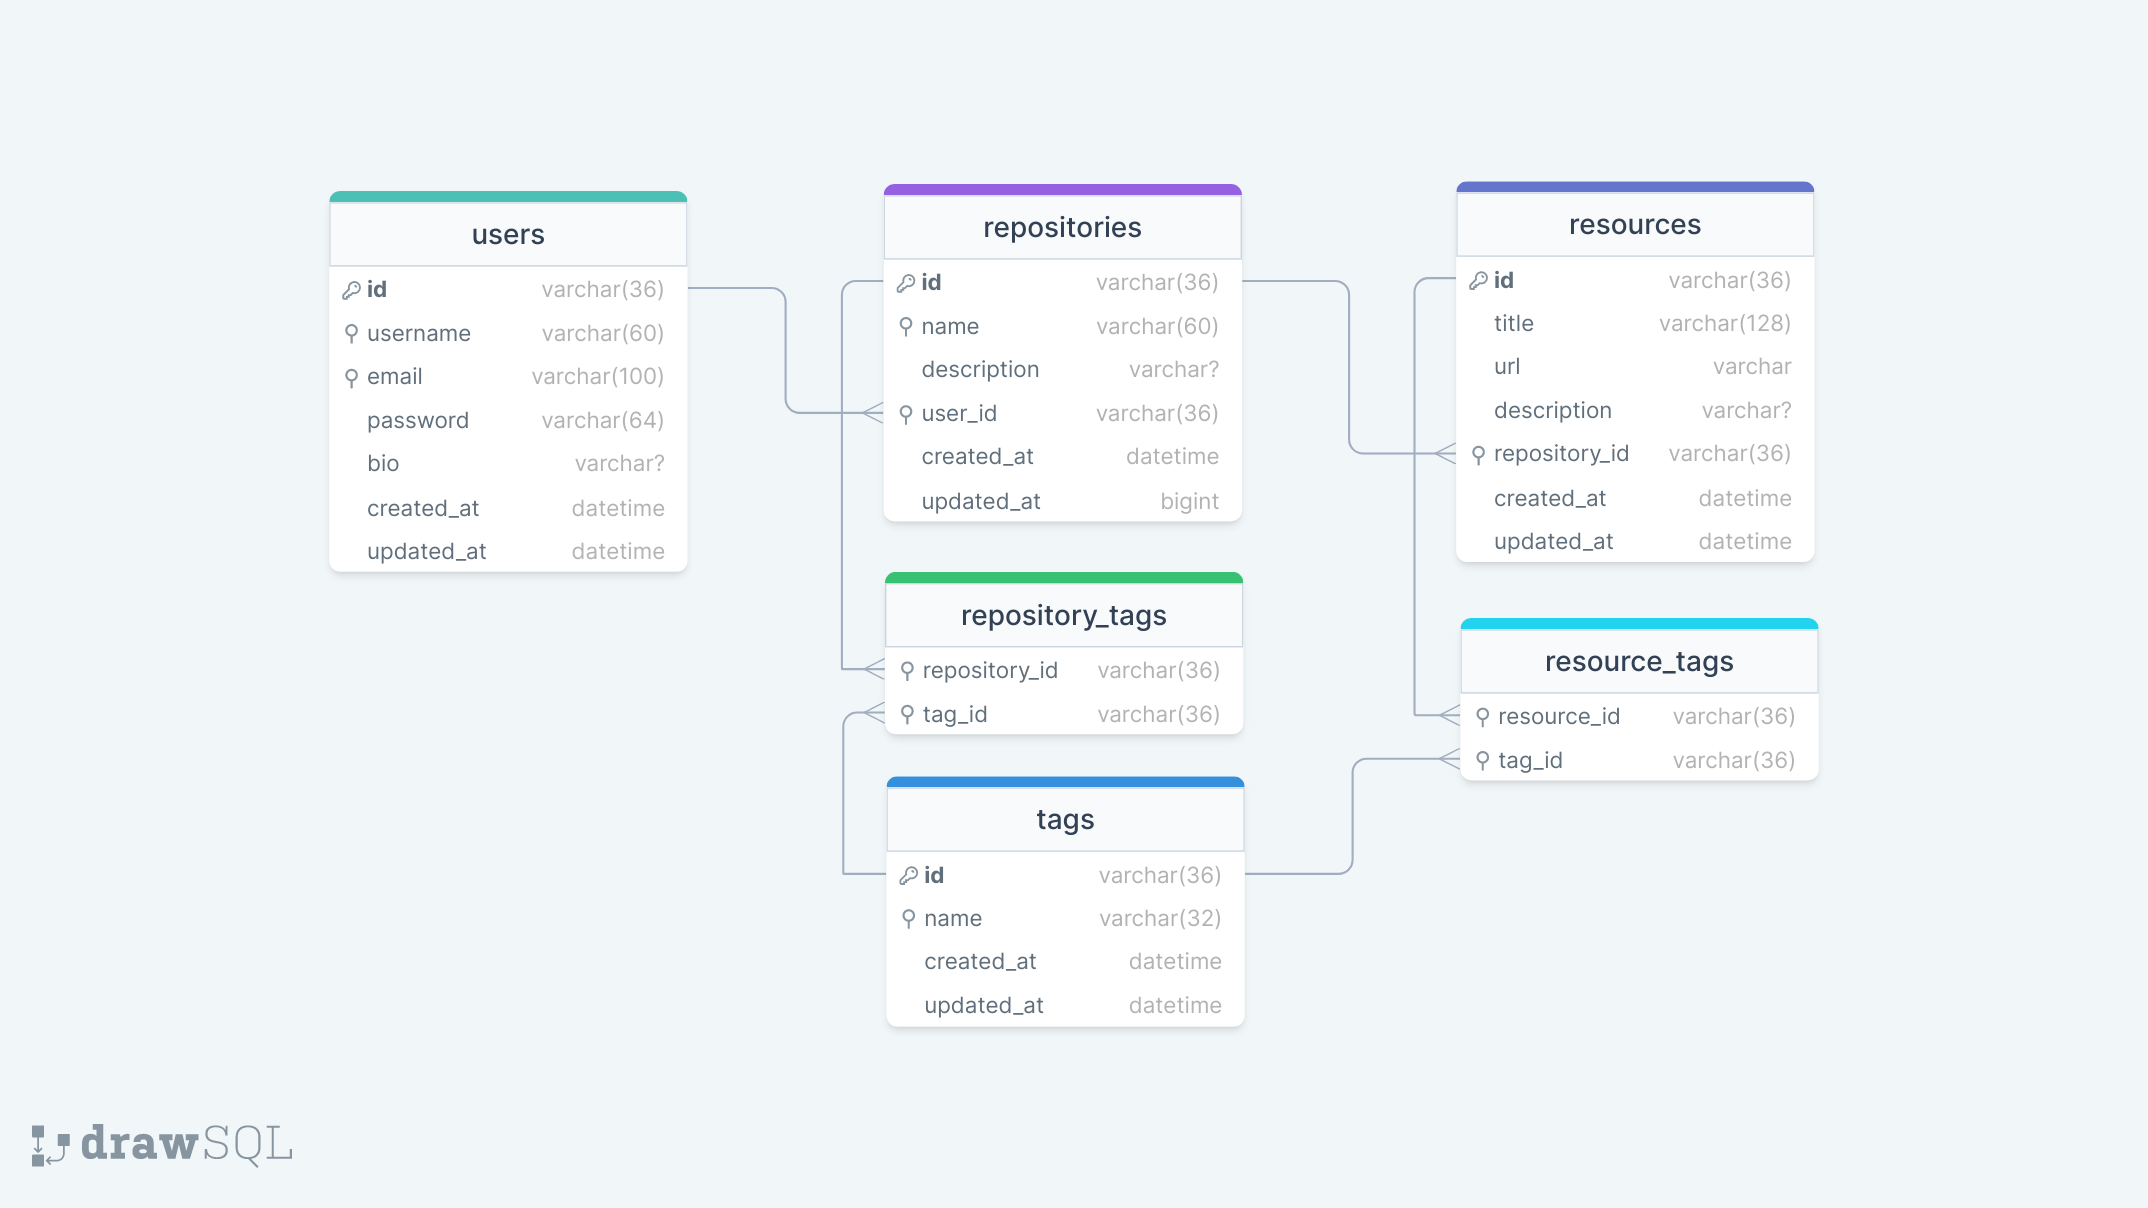 users
id varchar(36)
username varchar(60)
email varchar(100)
password varchar(64)
bio varchar?
created_at datetime
updated_at datetime
repositories
id varchar(36)
name varchar(60)
description varchar?
user_id varchar(36)
created_at datetime
updated_at bigint
resources
id varchar(36)
title varchar(128)
url varchar
description varchar?
repository_id varchar(36)
created_at datetime
updated_at datetime
repository_tags
repository_id varchar(36)
tag_id varchar(36)
resource_tags
resource_id varchar(36)
tag_id varchar(36)
tags
id varchar(36)
name varchar(32)
created_at datetime
updated_at datetime
drawSQL